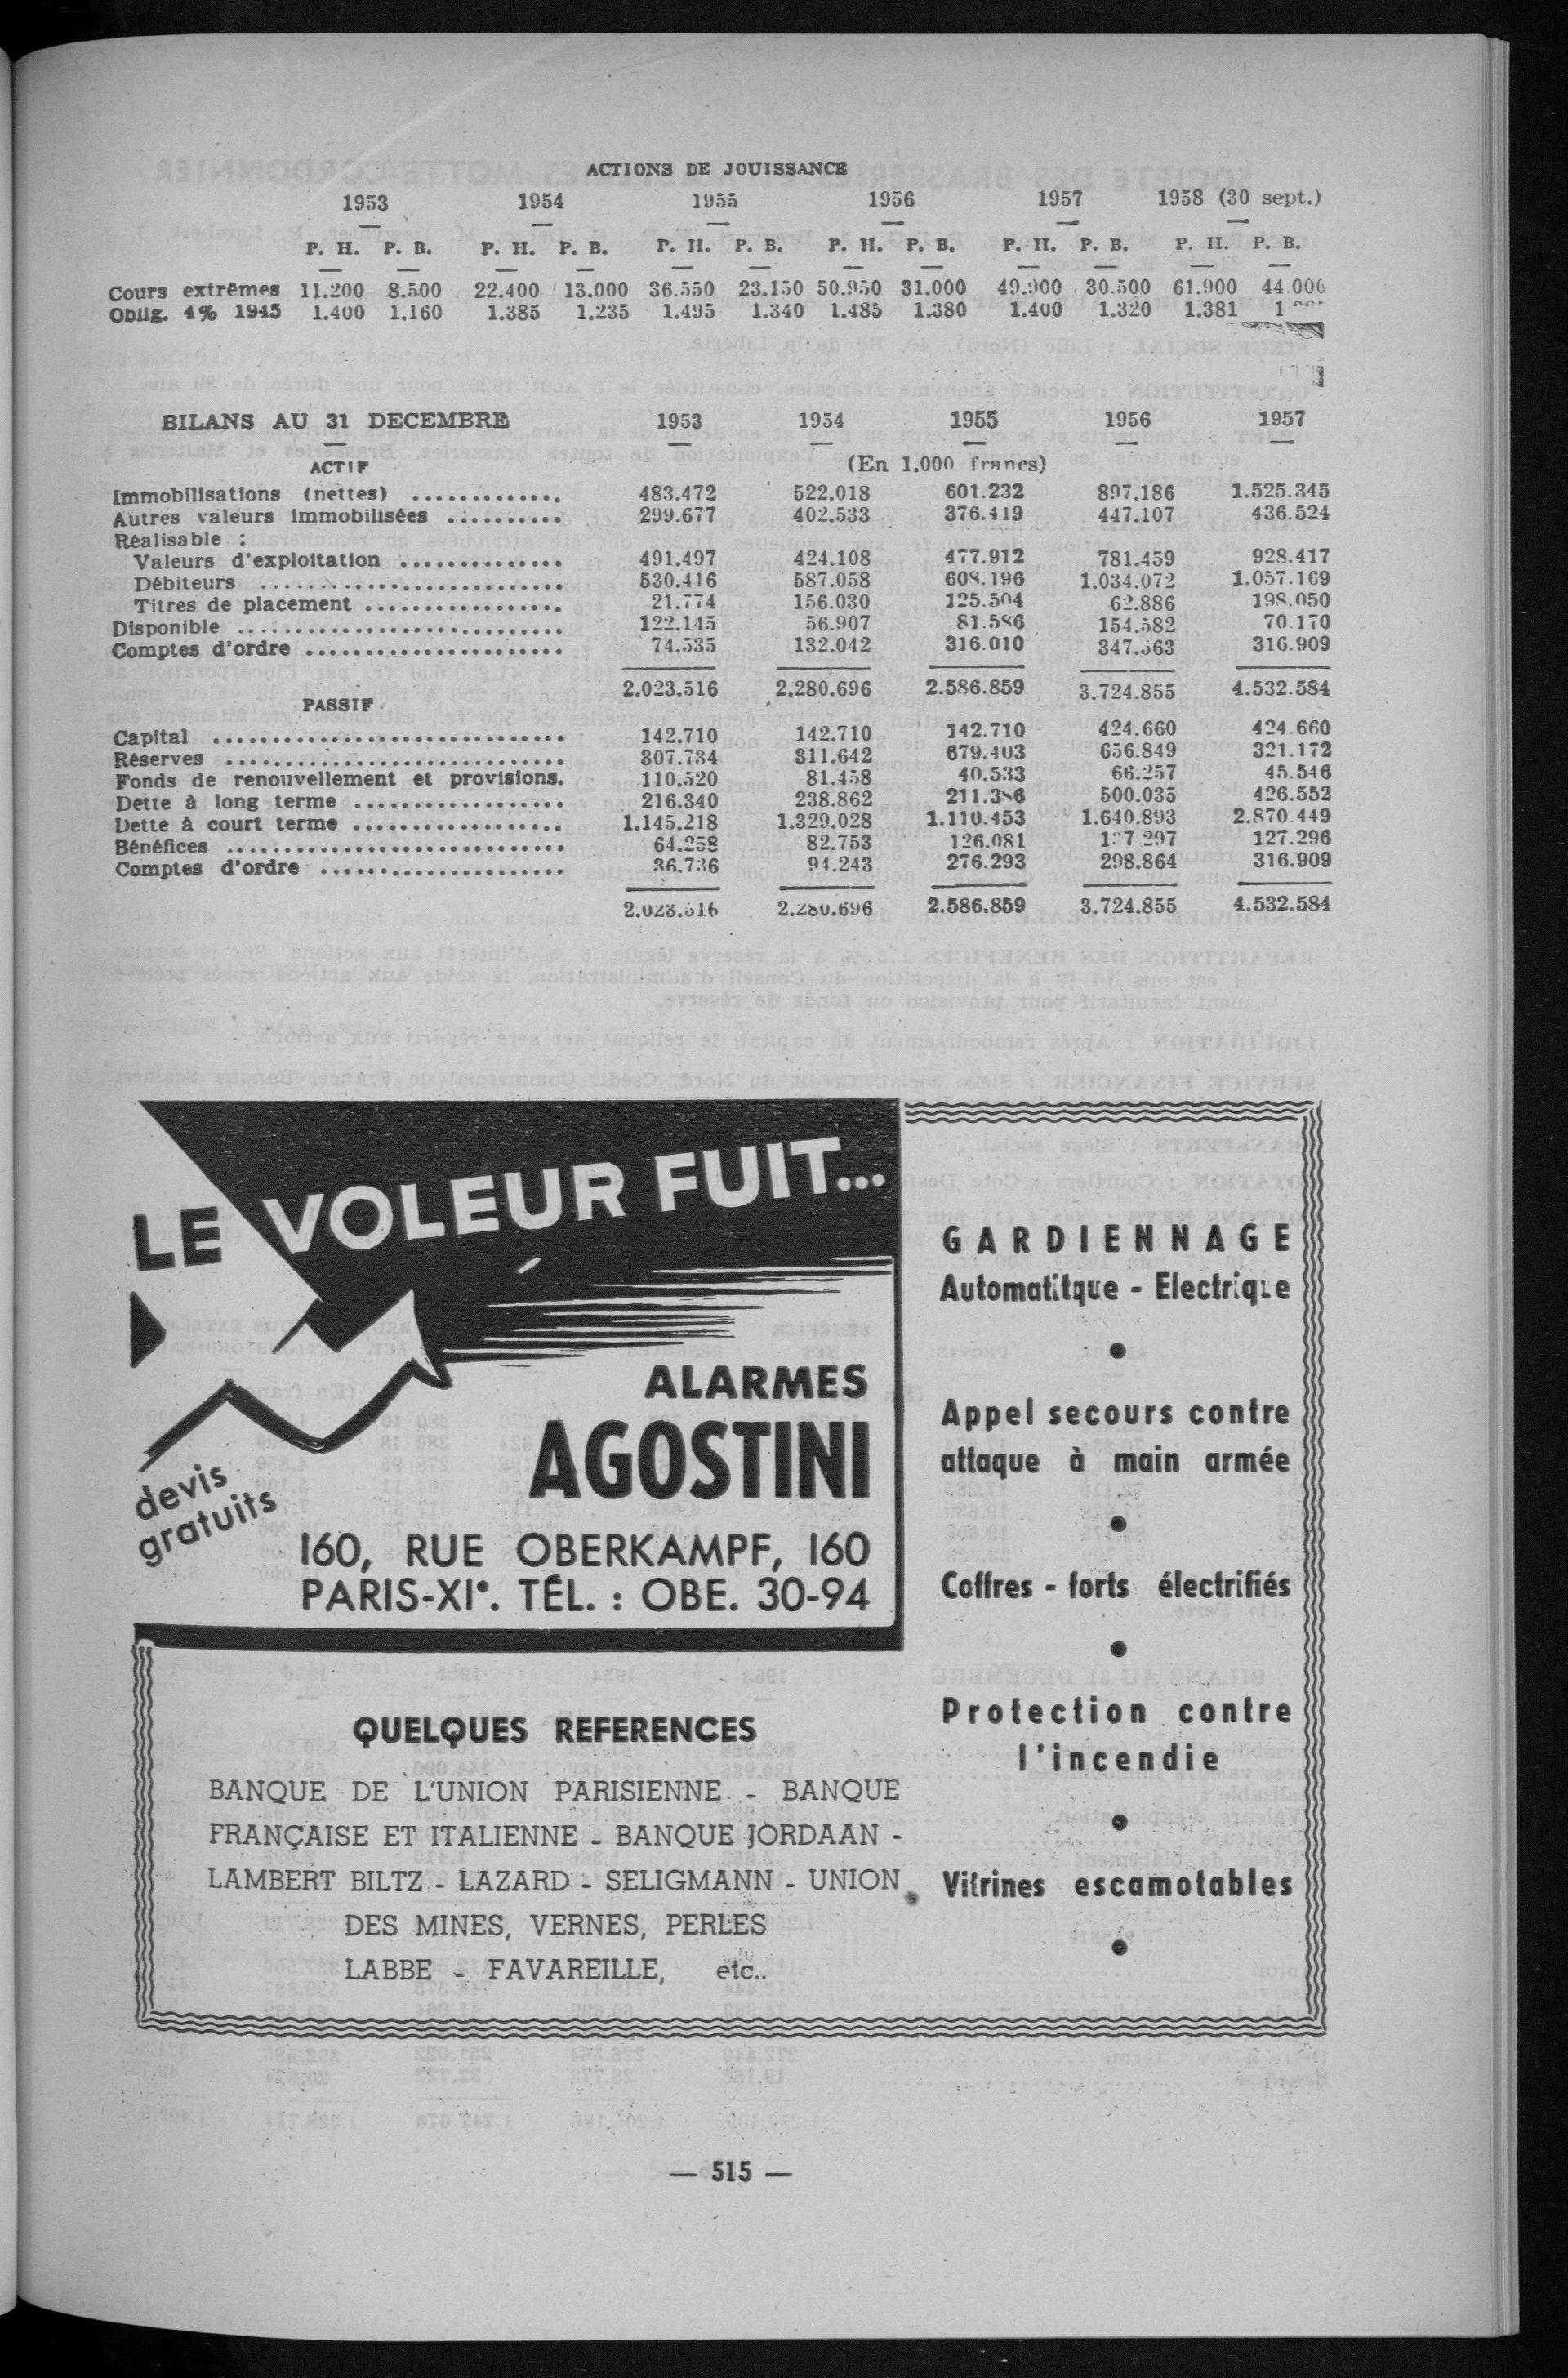 ACTIONS DE JOUISSANCE
1953 1954 1955 1956 1957 1958 (30 sept.)
P. H. P. B. P. H. P. B. P. H. P. B. P. H. P. B. P. H. P. B. P. H. P. B.
Cours extrêmes 11.200 8.500 22.400 13.000 36.550 23.150 50.950 31.000 49.900 30.500 61.900 44.000
Oblig. 4% 1945 1.400 1.160 1.385 1.235 1.495 1.340 1.485 1.380 1.400 1.320 1.381
BILANS AU 31 DECEMBRE 1953 1954 1955 1956 1957
ACTIF (En 1.000 francs)
Immobilisations (nettes) ............. 483.472 522.018 601.232 897.186 1.525.345
Autres valeurs immobilisées .......... 299.677 402.533 376.419 447.107 436.524
Réalisable :
Valeurs d'exploitation .............. 491.497 424.108 477.912 781.459 928.417
Débiteurs .......................... 530.416 587.058 608.196 1.034.072 1.057.169
Titres de placement ................. 21.774 156.030 125.504 62.886 198.050
Disponible ............................ 122.145 56.907 81.586 154.582 70.170
Comptes d'ordre ...................... 74.535 132.042 316.010 347.563 316.909
2.023.516 2.280.696 2.586.859 3.724.855 4.532.584
PASSIF
Capital .............................. 142.710 142.710 142.710 424.660 424.660
Réserves ............................. 307.734 311.642 679.403 656.849 321.172
Fonds de renouvellement et provisions. 110.520 81.458 40.533 66.257 45.546
Dette à long terme .................. 216.340 238.862 211.386 500.035 426.552
Dette à court terme .................. 1.145.218 1.329.028 1.110.453 1.640.893 2.870.449
Bénéfices ............................. 64.258 82.753 126.081 127.296
Comptes d'ordre ..................... 36.736 94.243 276.293 298.864 316.909
2.023.516 2.280.696 2.586.859 3.724.855 4.532.584
LE VOLEUR FUIT...
ALARMES
AGOSTINI
devis
gratuits
160, RUE OBERKAMPF, 160
PARIS-XI°. TÉL. : OBE. 30-94
GARDIENNAGE
Automatitque - Electrique
Appel secours contre
attaque à main armée
Coffres - forts électrifiés
Protection contre
l'incendie
Vitrines escamotables
QUELQUES REFERENCES
BANQUE DE L'UNION PARISIENNE - BANQUE
FRANÇAISE ET ITALIENNE - BANQUE JORDAAN -
LAMBERT BILTZ - LAZARD - SELIGMANN - UNION
DES MINES, VERNES, PERLES
LABBE - FAVAREILLE, etc..
— 515 —